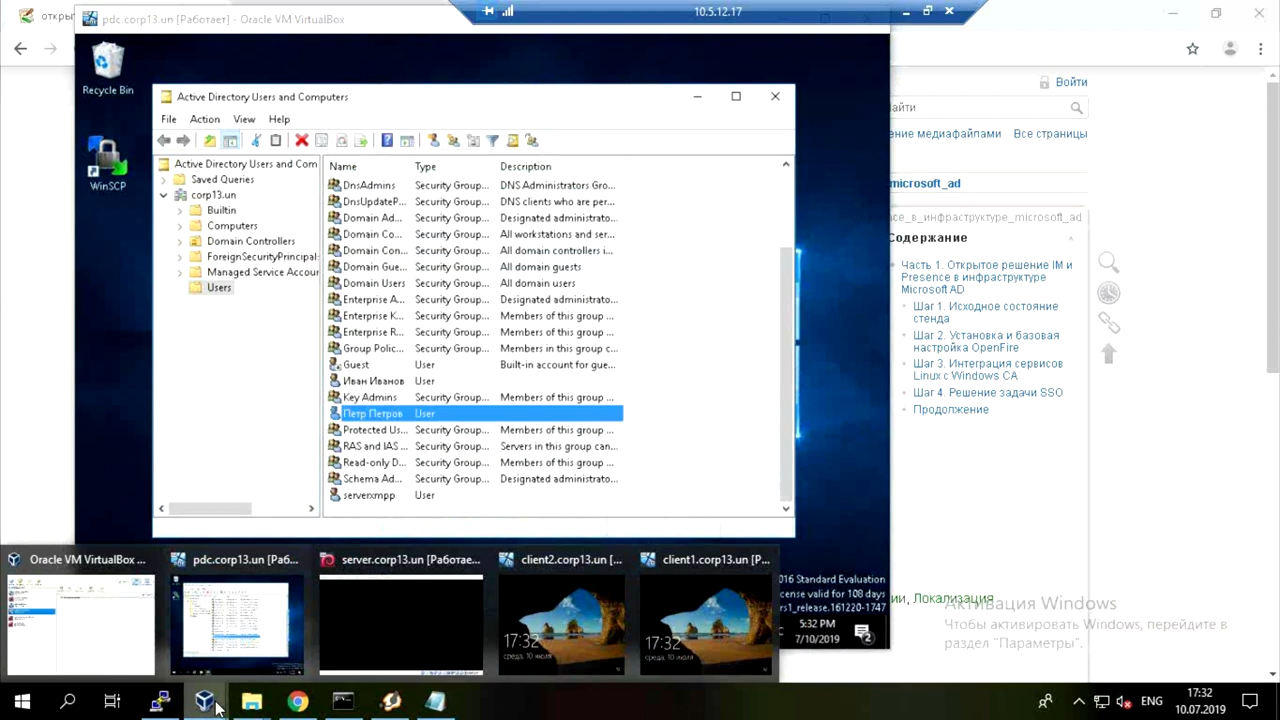 открыт
pdc.corp13.un [Работает] - Oracle VM VirtualBox
10.5.12.17
Войти
айти
ение медиафайлами
Все страницы
microsoft_ad
ace_в_инфраструктуре_microsoft_ad
Содержание
Часть 1. Открытое решение IM и
Presence в инфраструктуре
Microsoft AD
Шаг 1. Исходное состояние
стенда
Шаг 2. Установка и базовая
настройка OpenFire
Шаг 3. Интеграция сервисов
Linux с Windows CA
Шаг 4. Решение задачи SSO
Продолжение
Recycle Bin
WinSCP
Active Directory Users and Computers
File Action View Help
Active Directory Users and Com
Saved Queries
corp13.un
Builtin
Computers
Domain Controllers
ForeignSecurityPrincipal:
Managed Service Accour
Users
Name Type Description
DnsAdmins Security Group... DNS Administrators Gro...
DnsUpdateP... Security Group... DNS clients who are per...
Domain Ad... Security Group... Designated administrato...
Domain Co... Security Group... All workstations and ser...
Domain Con... Security Group... All domain controllers i...
Domain Gue... Security Group... All domain guests
Domain Users Security Group... All domain users
Enterprise A... Security Group... Designated administrato...
Enterprise K... Security Group... Members of this group ...
Enterprise R... Security Group... Members of this group ...
Group Polic... Security Group... Members in this group c...
Guest User Built-in account for gue...
Иван Иванов User
Key Admins Security Group... Members of this group ...
Петр Петров User
Protected Us... Security Group... Members of this group ...
RAS and IAS ... Security Group... Servers in this group can...
Read-only D... Security Group... Members of this group ...
Schema Ad... Security Group... Designated administrato...
serverxmpp User
Oracle VM VirtualBox ...
pdc.corp13.un [Раб...
server.corp13.un [Работае...
client2.corp13.un [...
client1.corp13.un [Р...
17:32
среда, 10 июля
17:32
среда, 10 июля
016 Standard Evaluation
cense valid for 108 days
rs1_release.161220-1747
5:32 PM
7/10/2019
2
ии, Локализация
Активация Windows
Чтобы активировать Windows, перейдите в
раздел "Параметры".
ENG
17:32
10.07.2019